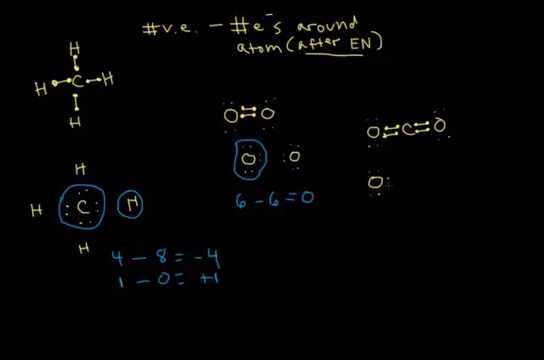 #v.e. - #e⁻s around
atom (after EN)
H
H C H
H
O = O
O = C = O
O O
O
6 - 6 = 0
H
H C H
H
4 - 8 = -4
1 - 0 = +1